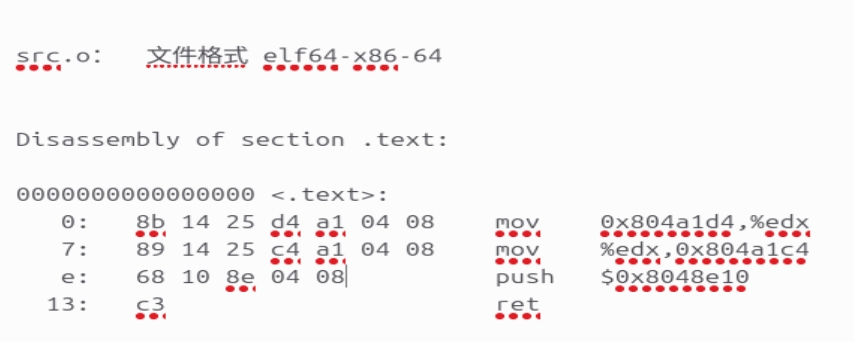 src.o:   文件格式 elf64-x86-64
Disassembly of section .text:
0000000000000000 <.text>:
   0:   8b 14 25 d4 a1 04 08    mov    0x804a1d4,%edx
   7:   89 14 25 c4 a1 04 08    mov    %edx,0x804a1c4
   e:   68 10 8e 04 08          push   $0x8048e10
  13:   c3                      ret